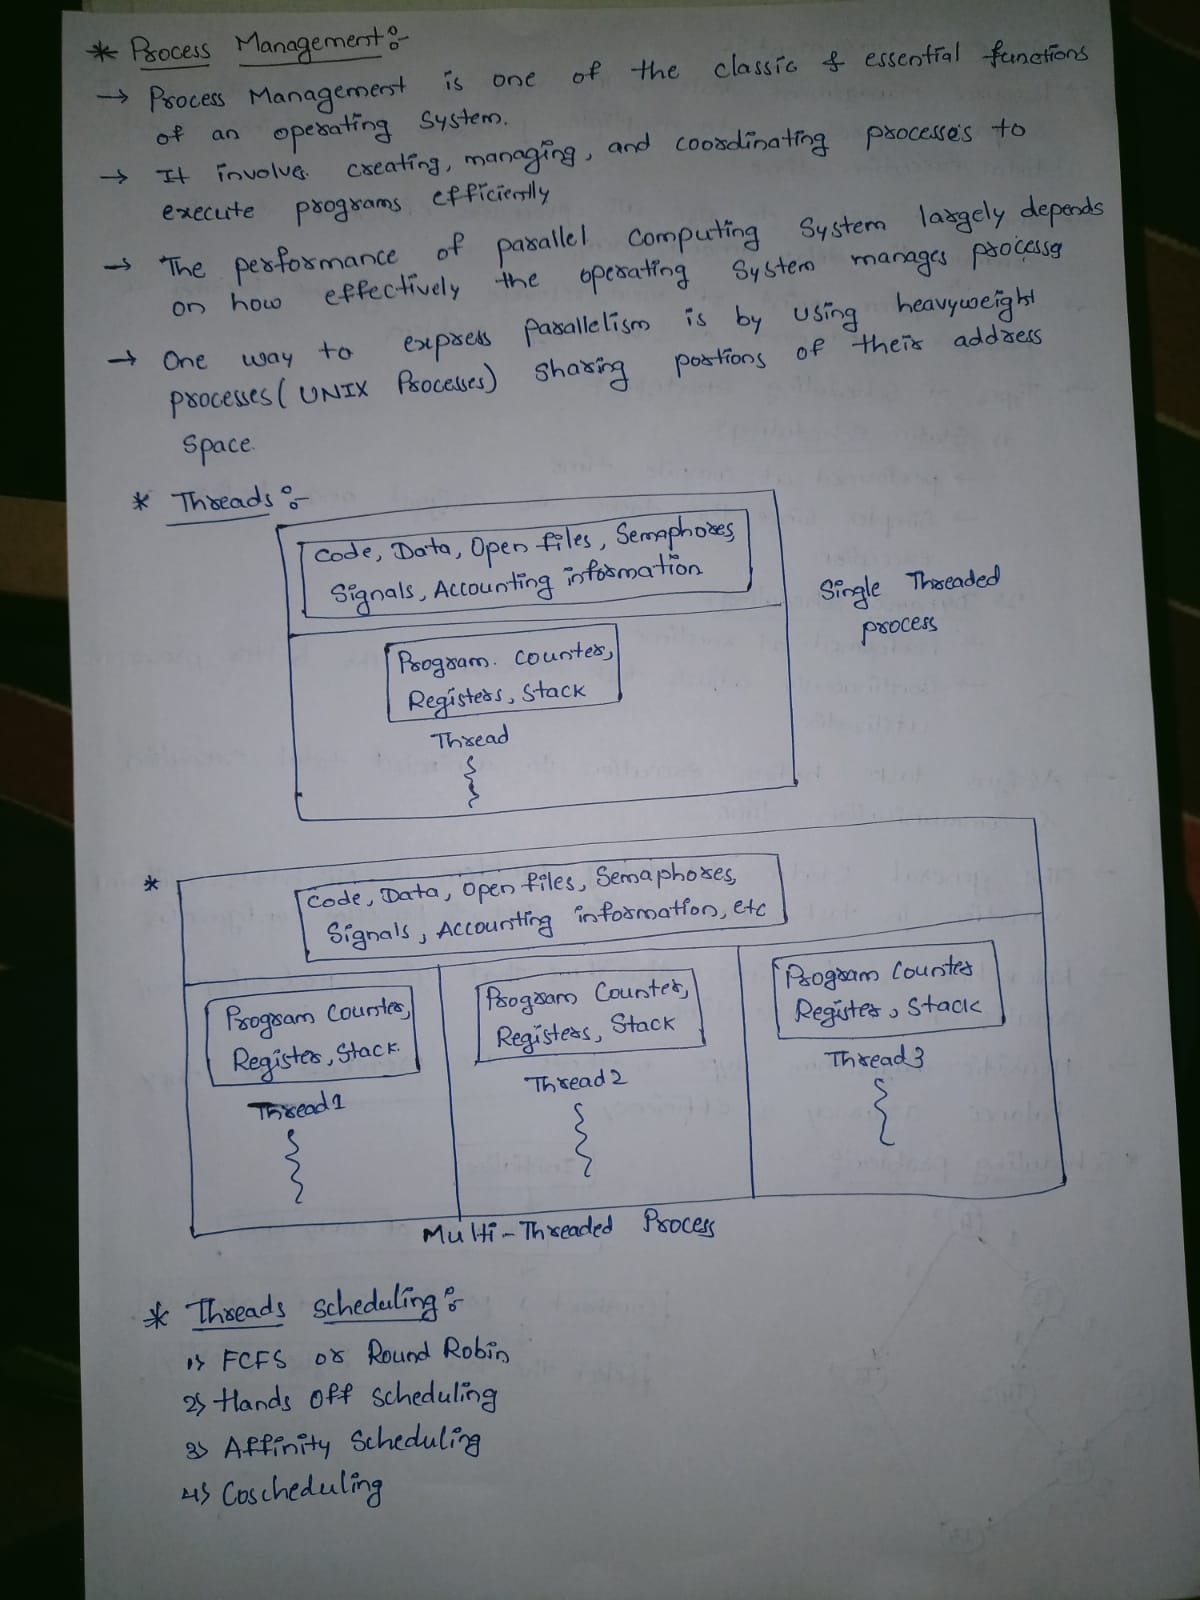 * Process Management :-
→ Process Management is one of the classic & essential functions
of an operating system.
→ It involves creating, managing, and coordinating processe's to
execute programs efficiently
→ The performance of parallel computing System largely depends
on how effectively the operating System manages process
→ One way to express parallelism is by using heavyweight
processes (UNIX Processes) sharing portions of their address
Space.
* Threads :-
Code, Data, Open files, Semaphores,
Signals, Accounting information
Single Threaded
process
Program. Counter,
Registers, Stack
Thread
*
Code, Data, Open files, Semaphores,
Signals, Accounting information, etc
Program Counter,
Register, Stack.
Thread 1
Program Counter,
Registers, Stack
Thread 2
Program Counter
Register, Stack
Thread 3
Multi-Threaded Process
* Threads scheduling :-
1) FCFS or Round Robin
2) Hands Off scheduling
3) Affinity Scheduling
4) Coscheduling